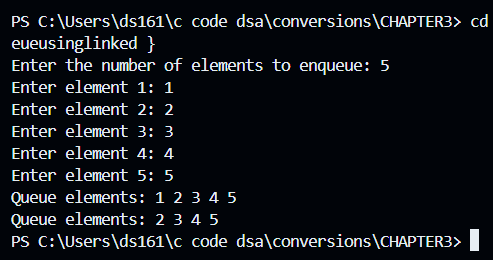 PS C:\Users\ds161\c code dsa\conversions\CHAPTER3> cd
eueusinglinked }
Enter the number of elements to enqueue: 5
Enter element 1: 1
Enter element 2: 2
Enter element 3: 3
Enter element 4: 4
Enter element 5: 5
Queue elements: 1 2 3 4 5
Queue elements: 2 3 4 5
PS C:\Users\ds161\c code dsa\conversions\CHAPTER3>